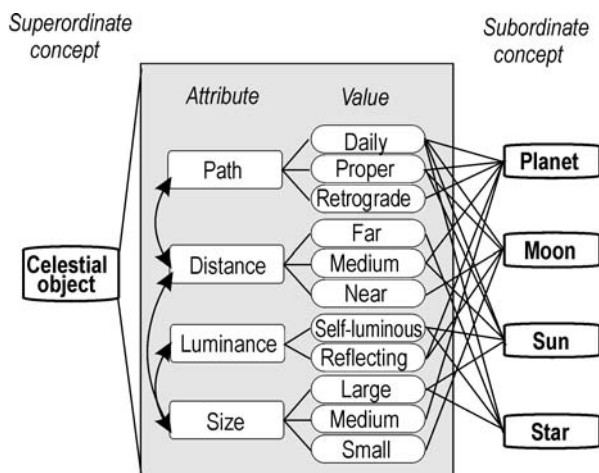 Superordinate
concept
Subordinate
concept
Attribute
Value
Path
Daily
Proper
Retrograde
Distance
Far
Medium
Near
Luminance
Self-luminous
Reflecting
Size
Large
Medium
Small
Celestial
object
Planet
Moon
Sun
Star